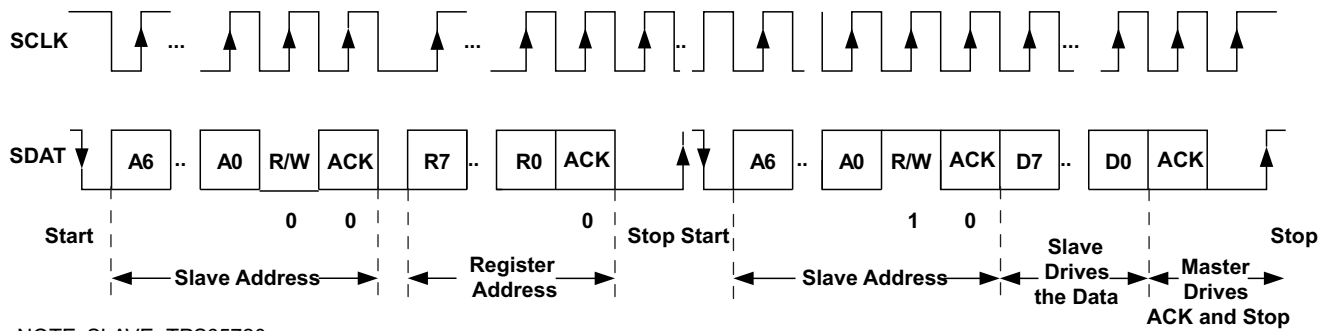 SCLK ... ... .. ...
SDAT A6 .. A0 R/W ACK R7 .. R0 ACK A6 .. A0 R/W ACK D7 .. D0 ACK
0 0 0 1 0
Start Stop Start Stop
Slave Address
Register
Address
Slave Address
Slave
Drives
the Data
Master
Drives
ACK and Stop